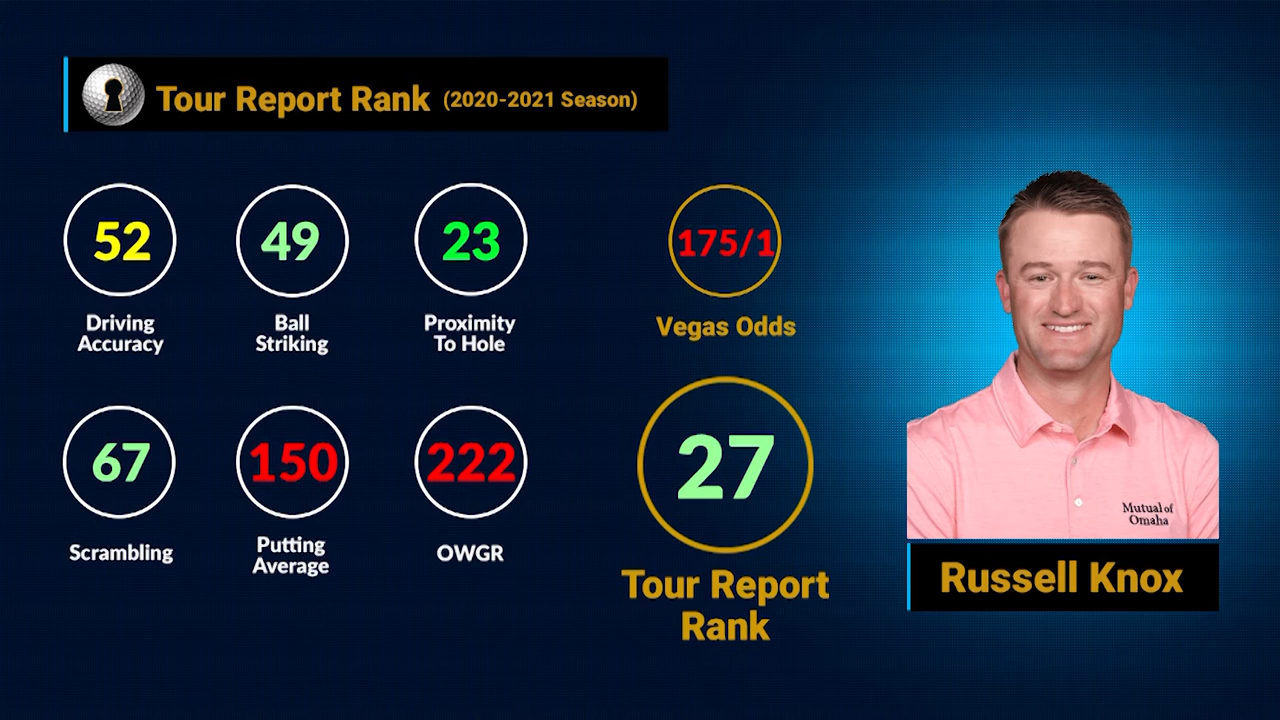 Tour Report Rank (2020-2021 Season)
52
49
23
175/1
Driving
Accuracy
Ball
Striking
Proximity
To Hole
Vegas Odds
67
150
222
27
Scrambling
Putting
Average
OWGR
Tour Report
Rank
Mutual of
Omaha
Russell Knox